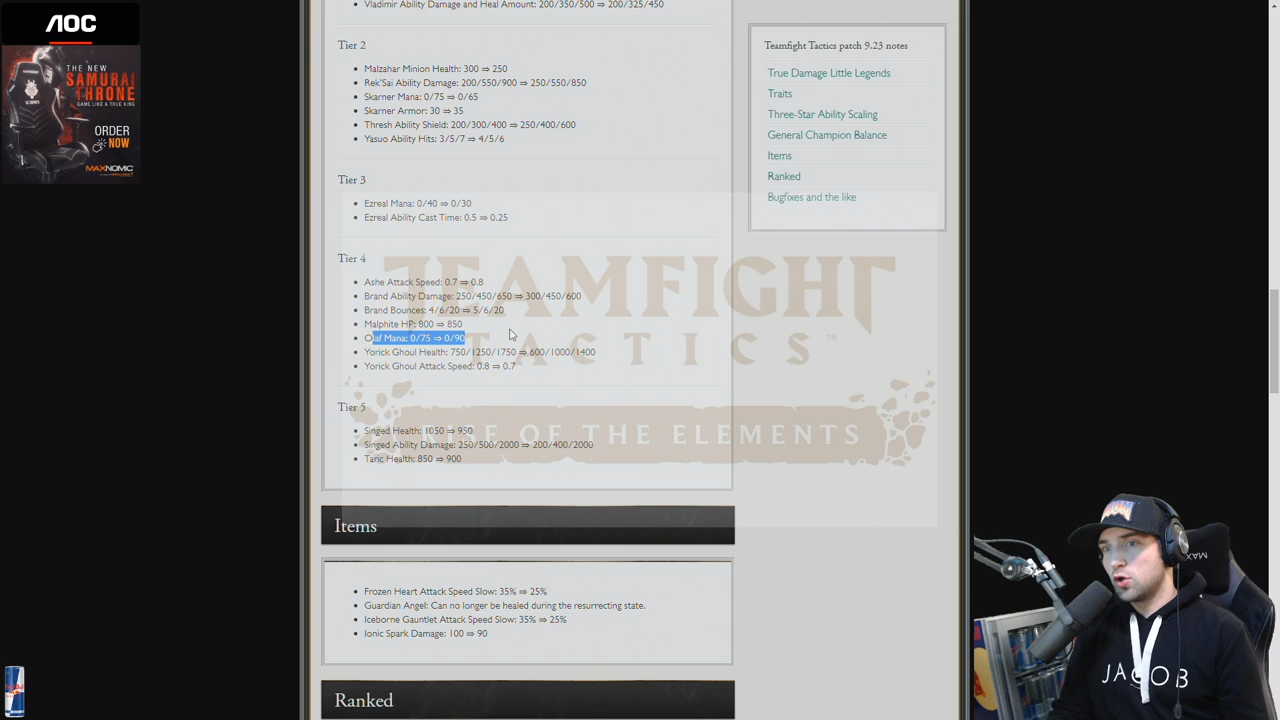 AOC
THE NEW
SAMURAI
THRONE
GAME LIKE A TRUE KING
ORDER
NOW
MAXNOMIC
Vladimir Ability Damage and Heal Amount: 200/350/500 ⇒ 200/325/450
Tier 2
• Malzahar Minion Health: 300 ⇒ 250
• Rek'Sai Ability Damage: 200/550/900 ⇒ 250/550/850
• Skarner Mana: 0/75 ⇒ 0/65
• Skarner Armor: 30 ⇒ 35
• Thresh Ability Shield: 200/300/400 ⇒ 250/400/600
• Yasuo Ability Hits: 3/5/7 ⇒ 4/5/6
Tier 3
• Ezreal Mana: 0/40 ⇒ 0/30
• Ezreal Ability Cast Time: 0.5 ⇒ 0.25
Tier 4
• Ashe Attack Speed: 0.7 ⇒ 0.8
• Brand Ability Damage: 250/450/650 ⇒ 300/450/600
• Brand Bounces: 4/6/20 ⇒ 5/6/20
• Malphite HP: 800 ⇒ 850
• Olaf Mana: 0/75 ⇒ 0/90
• Yorick Ghoul Health: 750/1250/1750 ⇒ 600/1000/1400
• Yorick Ghoul Attack Speed: 0.8 ⇒ 0.7
Tier 5
• Singed Health: 1050 ⇒ 950
• Singed Ability Damage: 250/500/2000 ⇒ 200/400/2000
• Taric Health: 850 ⇒ 900
TEAMFIGHT
TACTICS™
OF THE ELEMENTS
Items
• Frozen Heart Attack Speed Slow: 35% ⇒ 25%
• Guardian Angel: Can no longer be healed during the resurrecting state.
• Iceborne Gauntlet Attack Speed Slow: 35% ⇒ 25%
• Ionic Spark Damage: 100 ⇒ 90
Ranked
Teamfight Tactics patch 9.23 notes
True Damage Little Legends
Traits
Three-Star Ability Scaling
General Champion Balance
Items
Ranked
Bugfixes and the like
JACOB
Red Bull